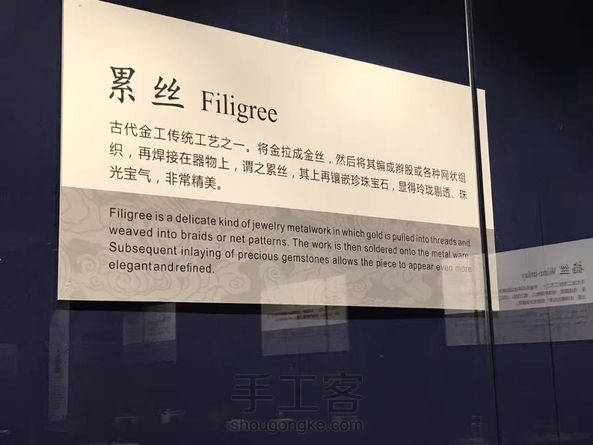 累丝 Filigree
古代金工传统工艺之一。将金拉成金丝，然后将其编成辫股或各种网状组
织，再焊接在器物上，谓之累丝，其上再镶嵌珍珠宝石，显得玲珑剔透、珠
光宝气，非常精美。
Filigree is a delicate kind of jewelry metalwork in which gold is pulled into threads and
weaved into braids or net patterns. The work is then soldered onto the metal ware.
Subsequent inlaying of precious gemstones allows the piece to appear even more
elegant and refined.
手工客
shougongke.com